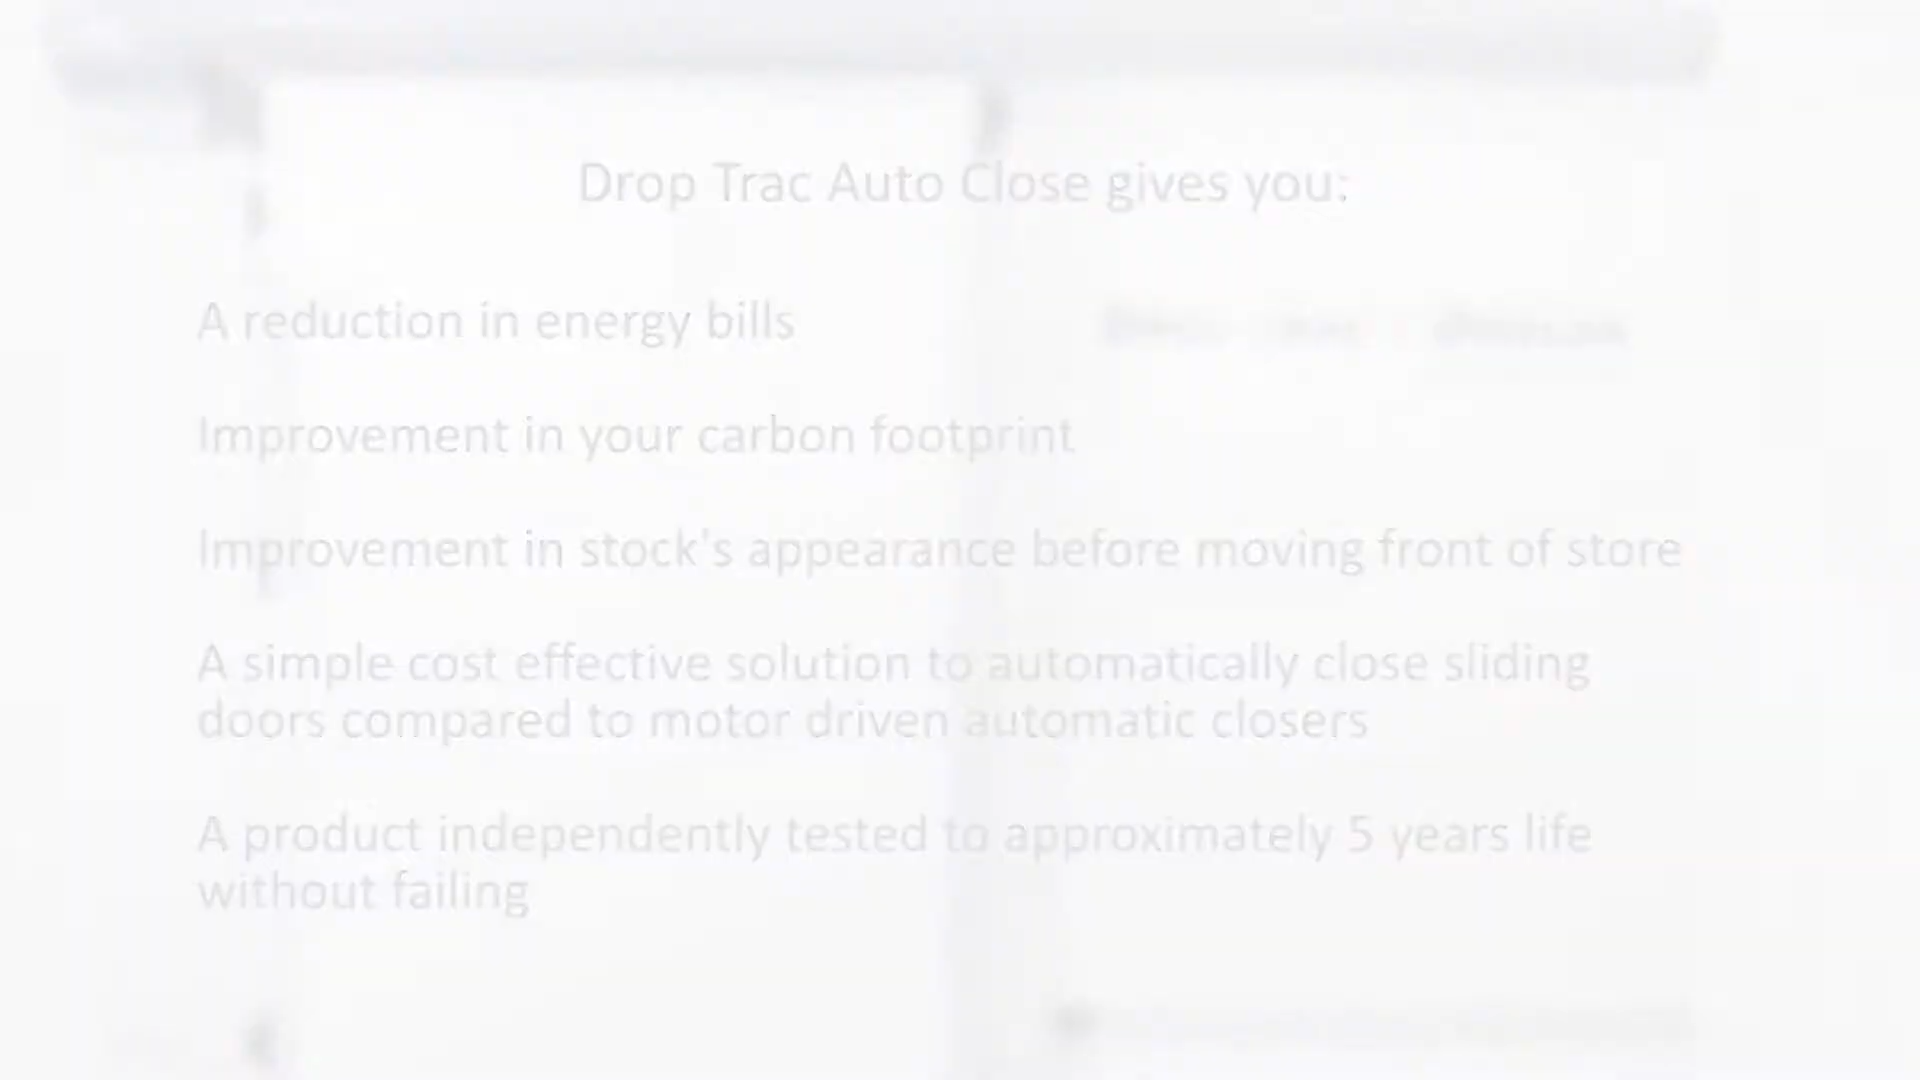 Drop Trac Auto Close gives you:
A reduction in energy bills
Improvement in your carbon footprint
Improvement in stock's appearance before moving front of store
A simple cost effective solution to automatically close sliding
doors compared to motor driven automatic closers
A product independently tested to approximately 5 years life
without failing